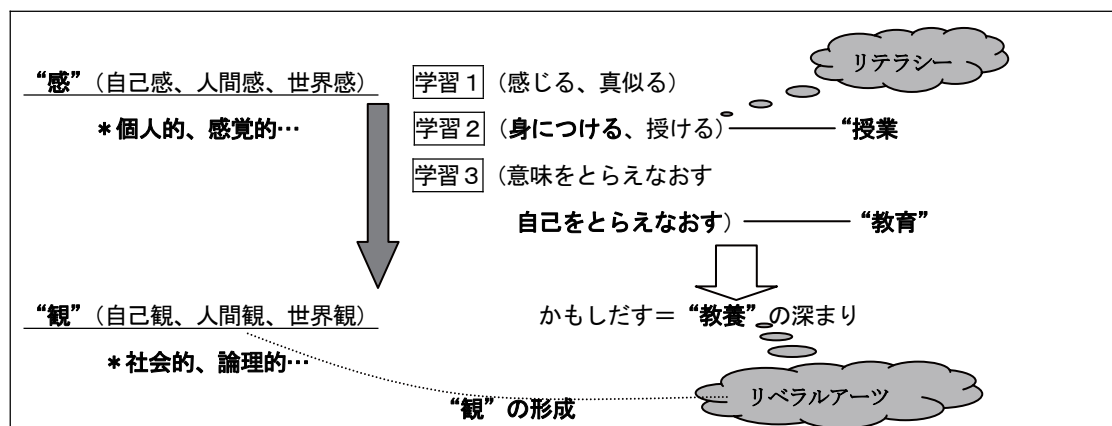 リテラシー
“感”（自己感、人間感、世界感） 学習１（感じる、真似る）
＊個人的、感覚的… 学習２（身につける、授ける） “授業
学習３（意味をとらえなおす
自己をとらえなおす） “教育”
“観”（自己観、人間観、世界観） かもしだす＝“教養”の深まり
＊社会的、論理的…
リベラルアーツ
“観”の形成